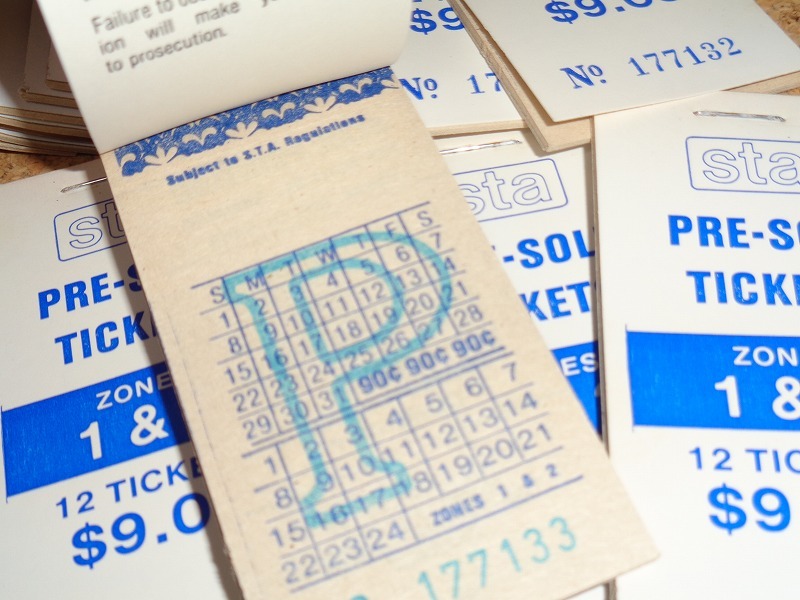 Failure to
ion will make
to prosecution.
$9.
Nº 17
$9.00
Nº 177132
Subject to S.T.A. Regulations
P
S M T W T F S
1 2 3 4 5 6 7
8 9 10 11 12 13 14
15 16 17 18 19 20 21
22 23 24 25 26 27 28
29 30 31 90¢ 90¢ 90¢
1 2 3 4 5 6 7
8 9 10 11 12 13 14
15 16 17 18 19 20 21
22 23 24 ZONES 1 & 2
177133
st
PRE-S
TICK
ZONE
1 &
12 TICKE
$9.0
sta
-SOL
KET
ES
sta
PRE-SO
TICK
ZON
1 &
12 TIC
$9